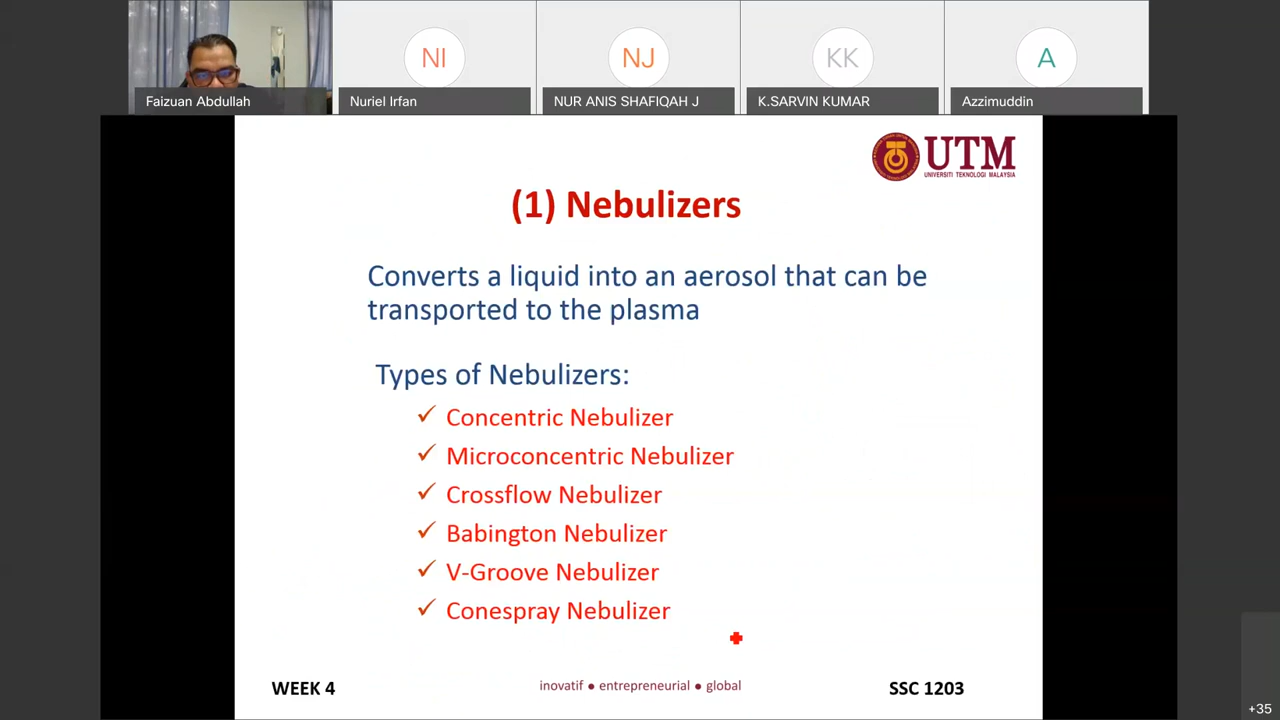 NI
NJ
KK
A
Faizuan Abdullah
Nuriel Irfan
NUR ANIS SHAFIQAH J
K.SARVIN KUMAR
Azzimuddin
UTM
UNIVERSITI TEKNOLOGI MALAYSIA
(1) Nebulizers
Converts a liquid into an aerosol that can be
transported to the plasma
Types of Nebulizers:
✓ Concentric Nebulizer
✓ Microconcentric Nebulizer
✓ Crossflow Nebulizer
✓ Babington Nebulizer
✓ V-Groove Nebulizer
✓ Conespray Nebulizer
WEEK 4
inovatif ● entrepreneurial ● global
SSC 1203
+35